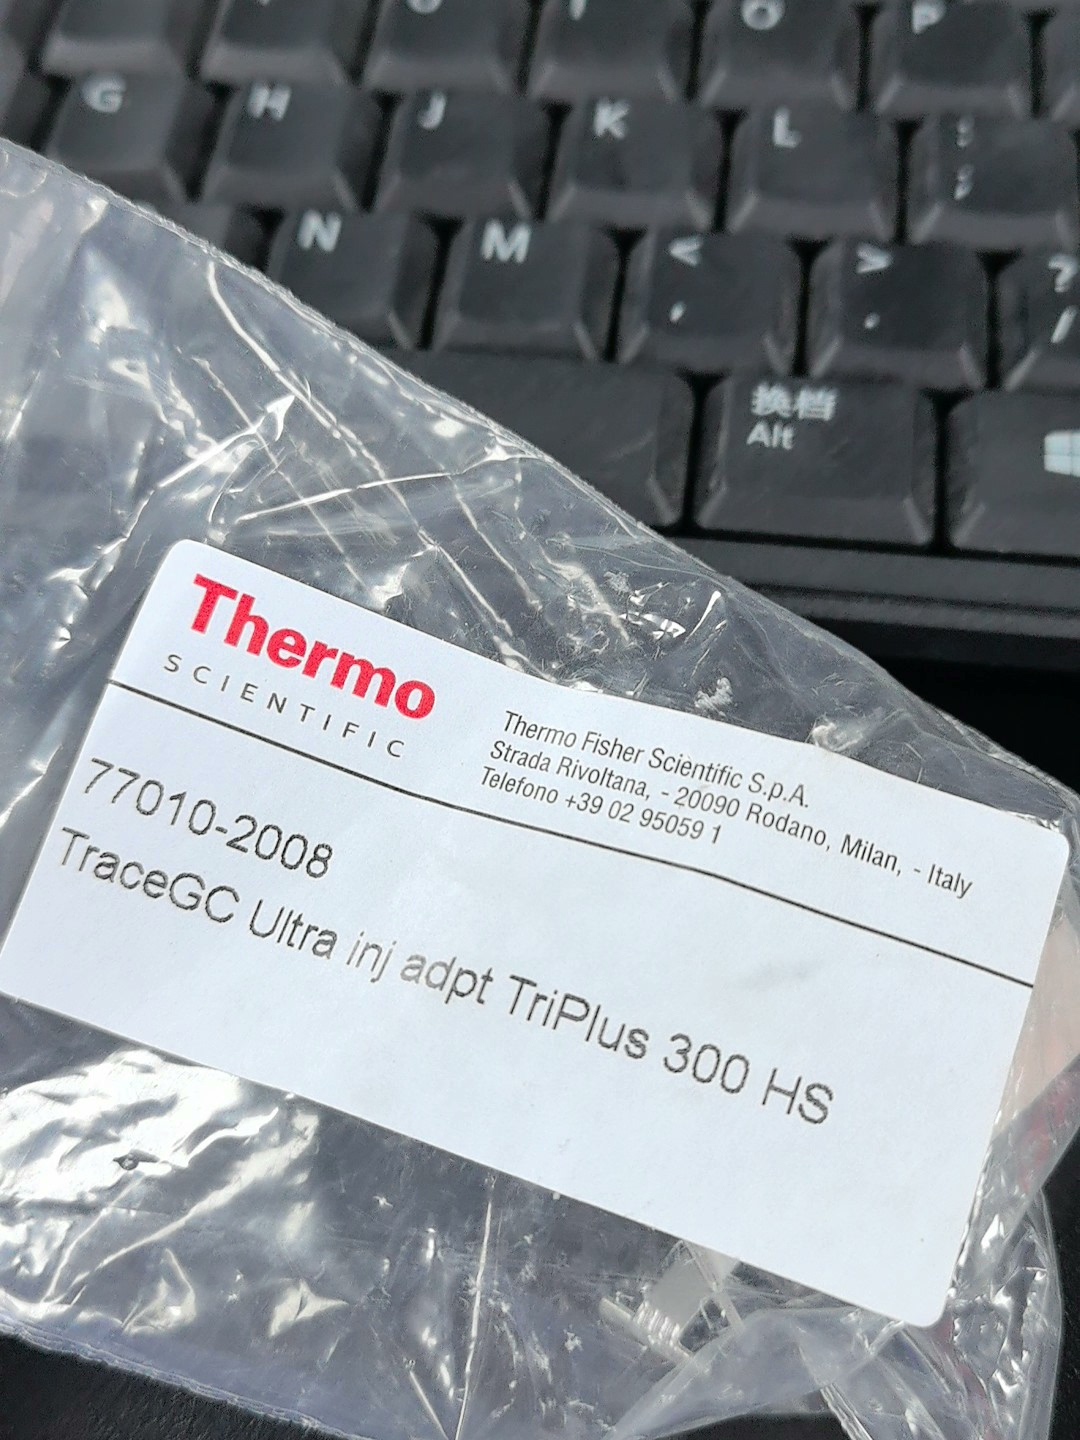 O
P
G
H
J
K
L
:
;
N
M
<
,
>
.
?
/
换档
Alt
Thermo
SCIENTIFIC
Thermo Fisher Scientific S.p.A.
Strada Rivoltana, - 20090 Rodano, Milan, - Italy
Telefono +39 02 95059 1
77010-2008
TraceGC Ultra inj adpt TriPlus 300 HS